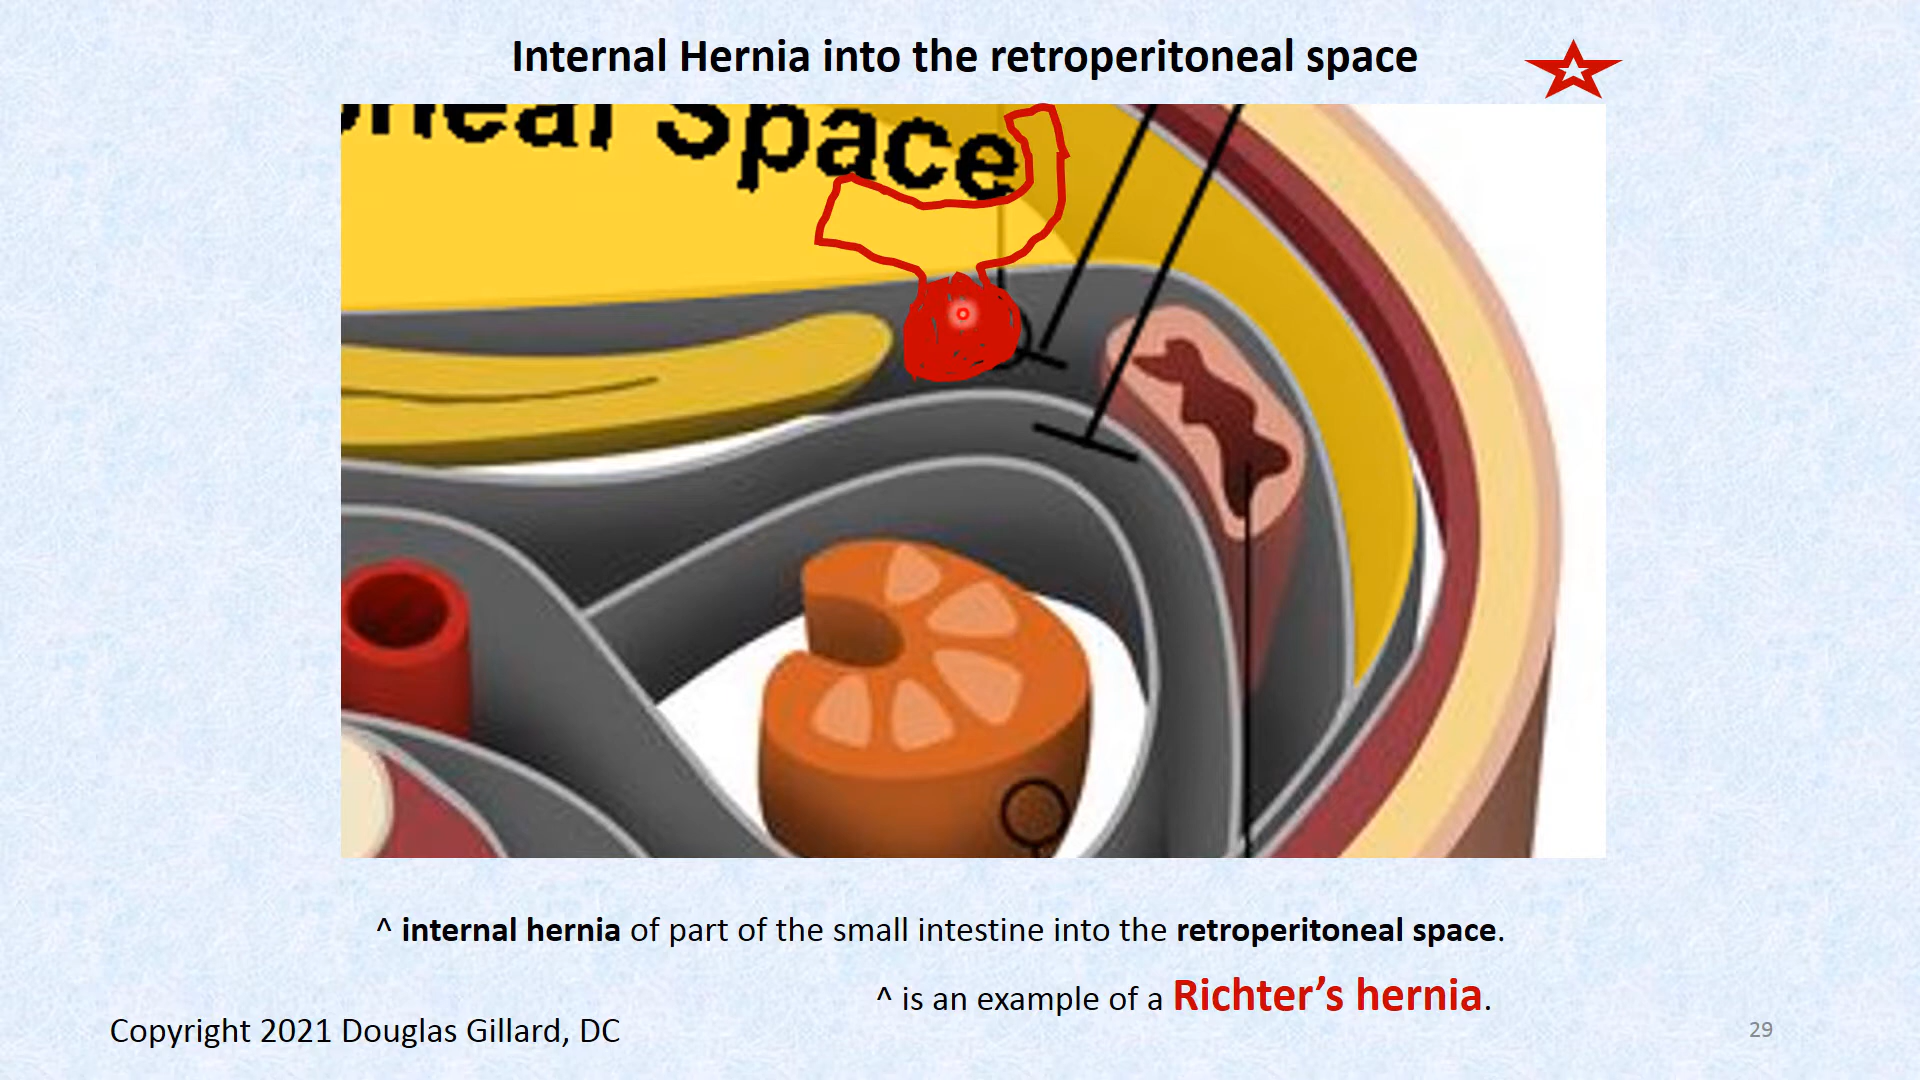 Internal Hernia into the retroperitoneal space
oneal Space
^ internal hernia of part of the small intestine into the retroperitoneal space.
^ is an example of a Richter’s hernia.
Copyright 2021 Douglas Gillard, DC
29